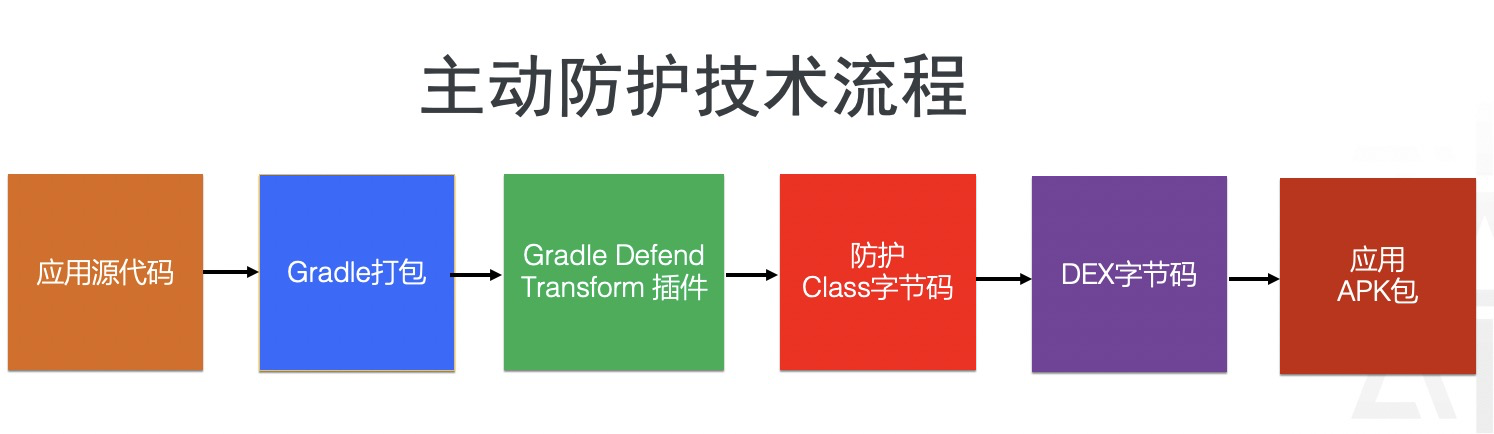 主动防护技术流程
应用源代码
Gradle打包
Gradle Defend
Transform 插件
防护
Class字节码
DEX字节码
应用
APK包